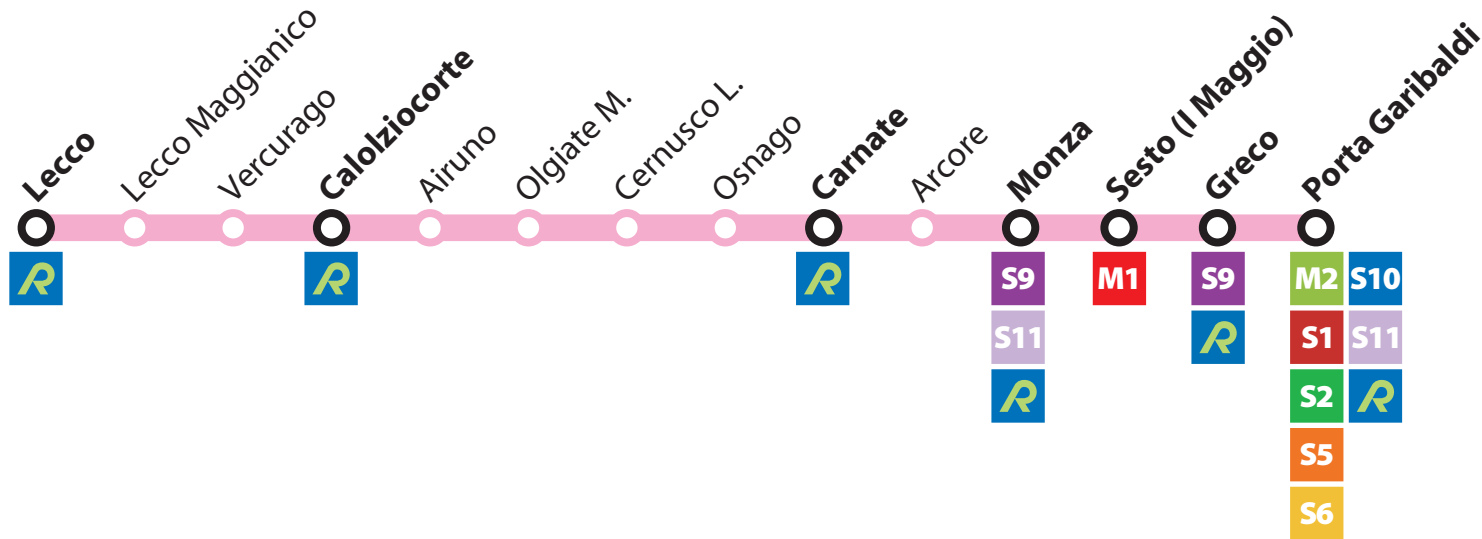 Lecco
Lecco Maggianico
Vercurago
Calolziocorte
Airuno
Olgiate M.
Cernusco L.
Osnago
Carnate
Arcore
Monza
Sesto (I Maggio)
Greco
Porta Garibaldi
R
R
R
S9
M1
S9
M2 S10
S11
R
S1 S11
R
S2 R
S5
S6